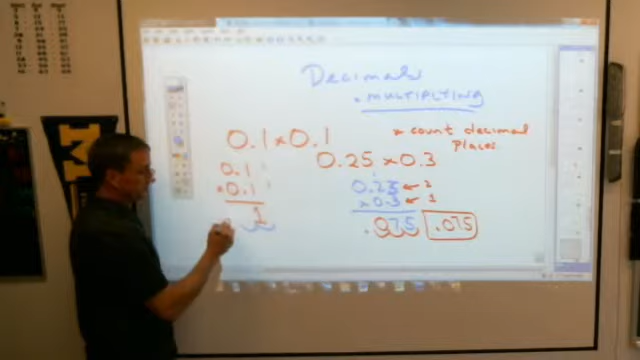 Decimals
. MULTIPLYING
0.1 × 0.1
* count decimal
places
0.25 × 0.3
0.1
× 0.1
1
0.25 ← 2
× 0.3 ← 1
.075
.075
M